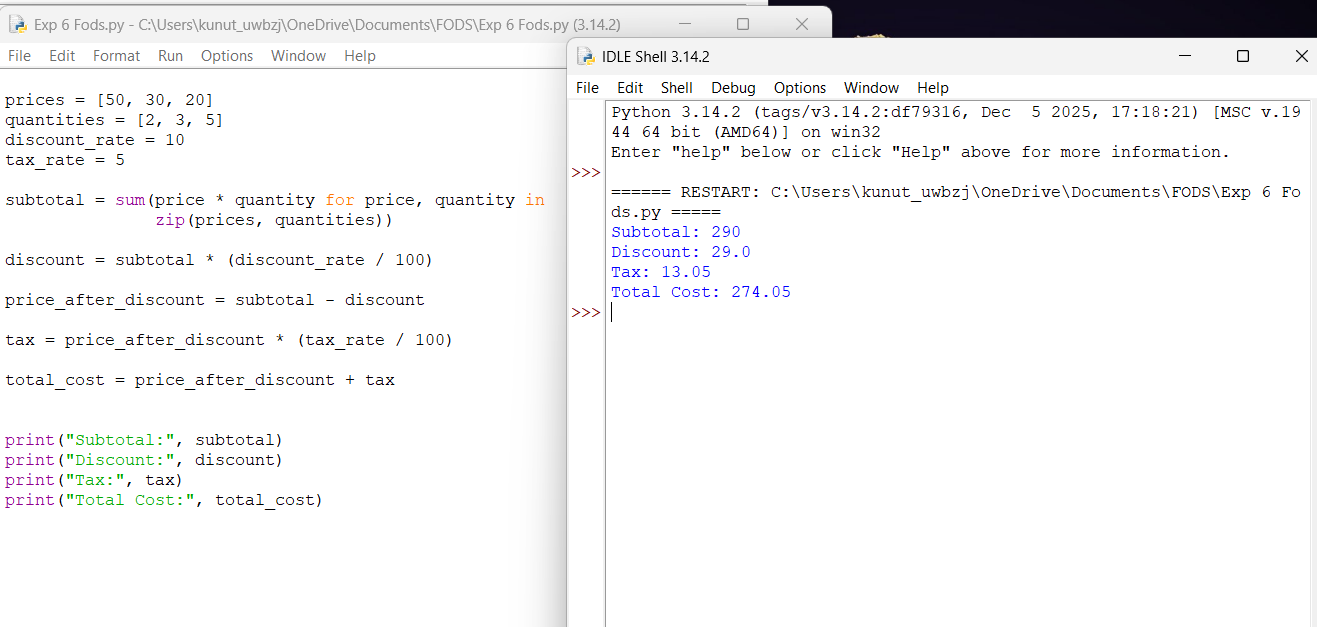 Exp 6 Fods.py - C:\Users\kunut_uwbzj\OneDrive\Documents\FODS\Exp 6 Fods.py (3.14.2)
File Edit Format Run Options Window Help
prices = [50, 30, 20]
quantities = [2, 3, 5]
discount_rate = 10
tax_rate = 5
subtotal = sum(price * quantity for price, quantity in
               zip(prices, quantities))
discount = subtotal * (discount_rate / 100)
price_after_discount = subtotal - discount
tax = price_after_discount * (tax_rate / 100)
total_cost = price_after_discount + tax
print("Subtotal:", subtotal)
print("Discount:", discount)
print("Tax:", tax)
print("Total Cost:", total_cost)
IDLE Shell 3.14.2
File Edit Shell Debug Options Window Help
Python 3.14.2 (tags/v3.14.2:df79316, Dec  5 2025, 17:18:21) [MSC v.19
44 64 bit (AMD64)] on win32
Enter "help" below or click "Help" above for more information.
>>>
====== RESTART: C:\Users\kunut_uwbzj\OneDrive\Documents\FODS\Exp 6 Fo
ds.py =====
Subtotal: 290
Discount: 29.0
Tax: 13.05
Total Cost: 274.05
>>>